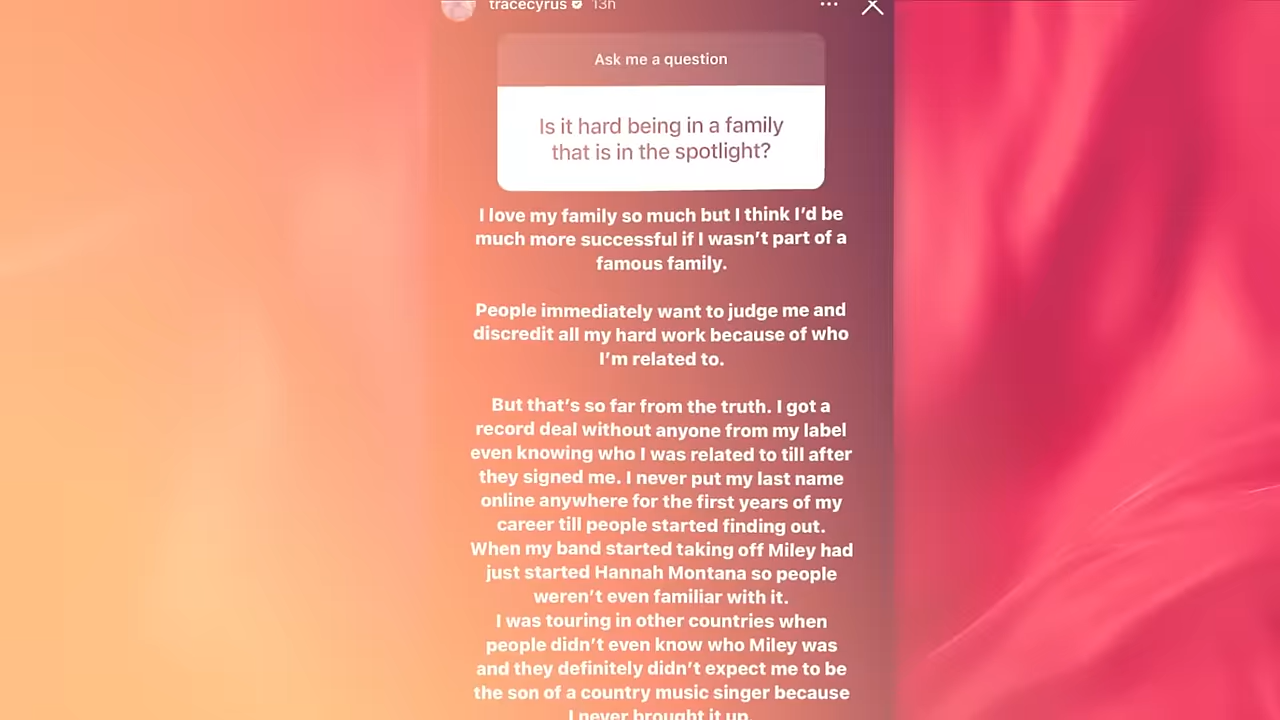 tracecyrus 13h
Ask me a question
Is it hard being in a family
that is in the spotlight?
I love my family so much but I think I'd be
much more successful if I wasn't part of a
famous family.
People immediately want to judge me and
discredit all my hard work because of who
I'm related to.
But that's so far from the truth. I got a
record deal without anyone from my label
even knowing who I was related to till after
they signed me. I never put my last name
online anywhere for the first years of my
career till people started finding out.
When my band started taking off Miley had
just started Hannah Montana so people
weren't even familiar with it.
I was touring in other countries when
people didn't even know who Miley was
and they definitely didn't expect me to be
the son of a country music singer because
I never brought it up.